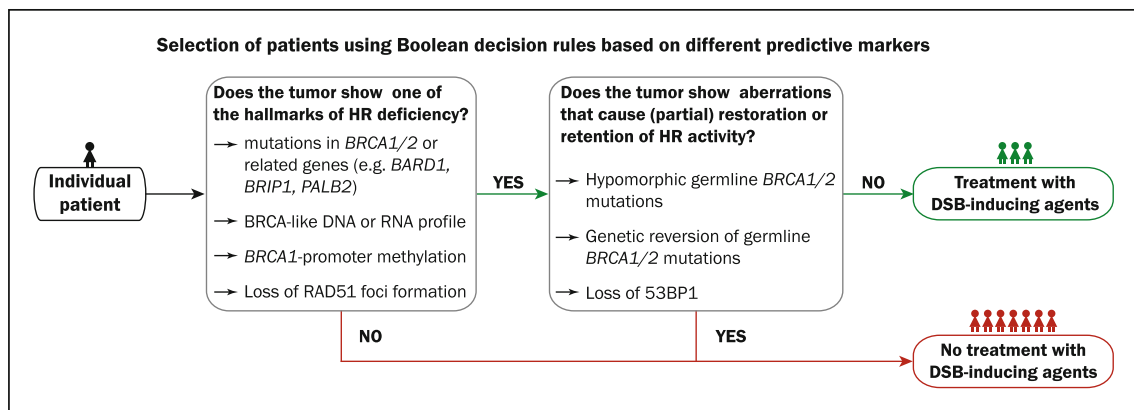 Selection of patients using Boolean decision rules based on different predictive markers
Individual
patient
Does the tumor show one of
the hallmarks of HR deficiency?
→ mutations in BRCA1/2 or
related genes (e.g. BARD1,
BRIP1, PALB2)
→ BRCA-like DNA or RNA profile
→ BRCA1-promoter methylation
→ Loss of RAD51 foci formation
YES
Does the tumor show aberrations
that cause (partial) restoration or
retention of HR activity?
→ Hypomorphic germline BRCA1/2
mutations
→ Genetic reversion of germline
BRCA1/2 mutations
→ Loss of 53BP1
NO
Treatment with
DSB-inducing agents
NO
YES
No treatment with
DSB-inducing agents